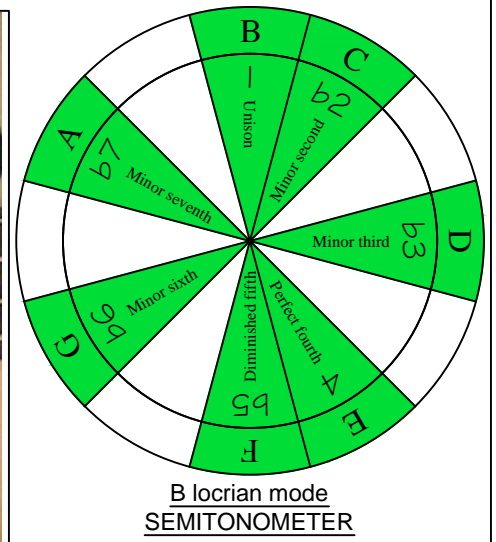 B
1
Unison
C
b2
Minor second
D
b3
Minor third
E
4
Perfect fourth
F
b5
Diminished fifth
G
b6
Minor sixth
A
b7
Minor seventh
B locrian mode
SEMITONOMETER